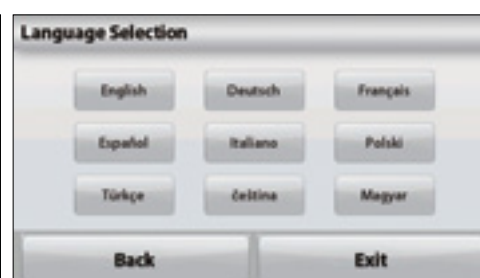 Language Selection
English Deutsch Français
Español Italiano Polski
Türkçe čeština Magyar
Back Exit